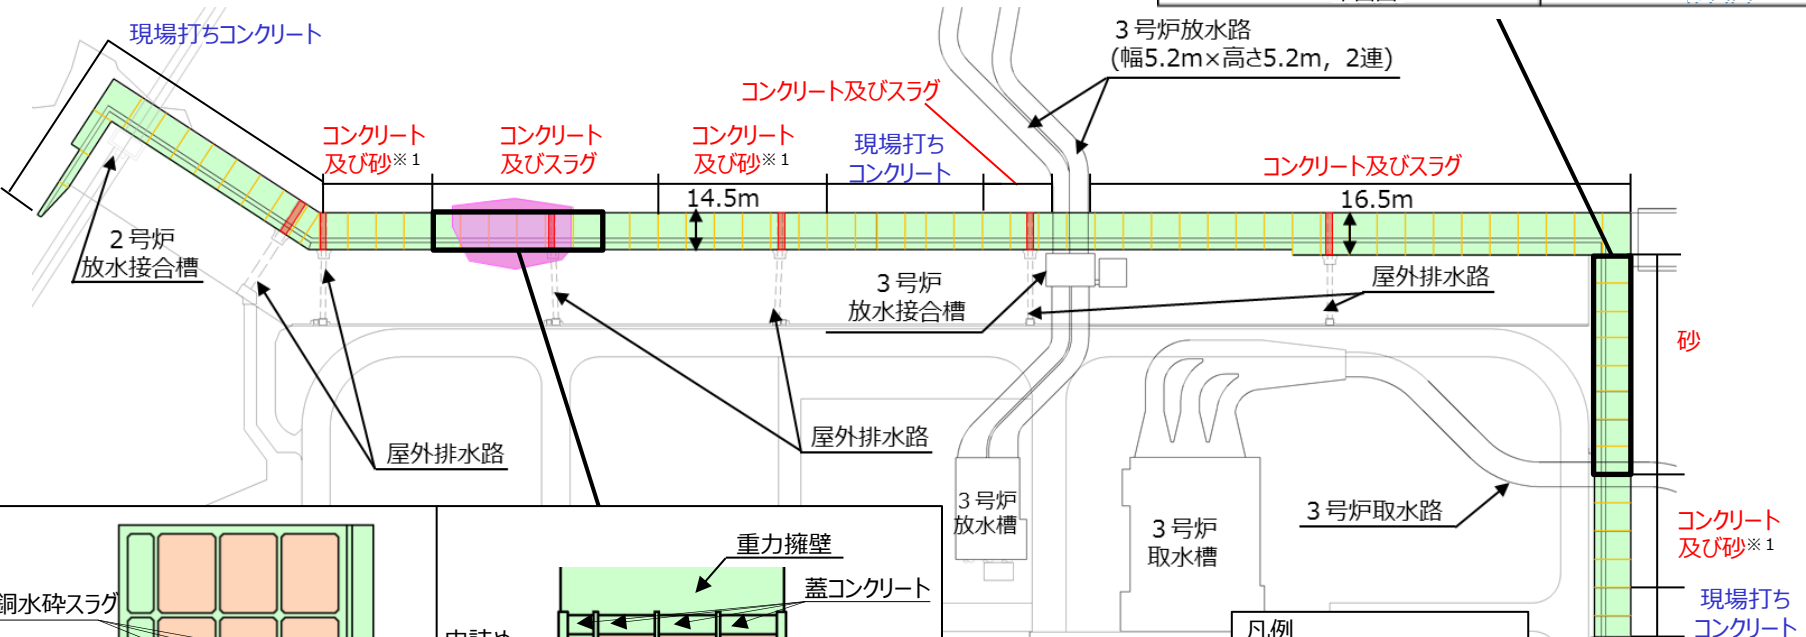 現場打ちコンクリート
3号炉放水路
(幅5.2m×高さ5.2m，2連)
コンクリート及びスラグ
コンクリート
及び砂※1
コンクリート
及びスラグ
コンクリート
及び砂※1
現場打ち
コンクリート
コンクリート及びスラグ
14.5m
16.5m
2号炉
放水接合槽
3号炉
放水接合槽
屋外排水路
砂
屋外排水路
屋外排水路
3号炉
放水槽
3号炉
取水槽
3号炉取水路
コンクリート
及び砂※1
現場打ち
コンクリート
重力擁壁
蓋コンクリート
銅水砕スラグ
凡例